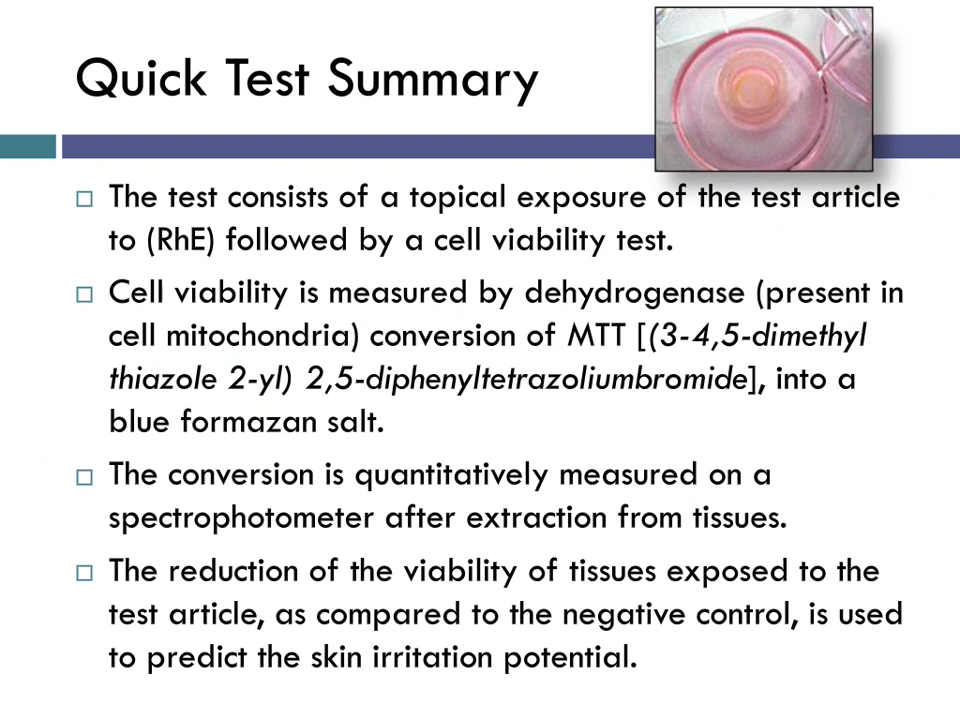 Quick Test Summary
The test consists of a topical exposure of the test article
to (RhE) followed by a cell viability test.
Cell viability is measured by dehydrogenase (present in
cell mitochondria) conversion of MTT [(3-4,5-dimethyl
thiazole 2-yl) 2,5-diphenyltetrazoliumbromide], into a
blue formazan salt.
The conversion is quantitatively measured on a
spectrophotometer after extraction from tissues.
The reduction of the viability of tissues exposed to the
test article, as compared to the negative control, is used
to predict the skin irritation potential.